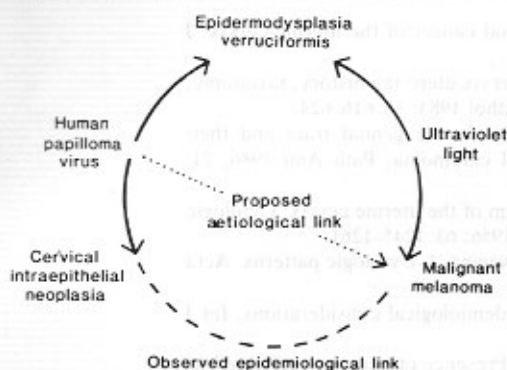 Epidermodysplasia
verruciformis
Human
papilloma
virus
Ultraviolet
light
Proposed
aetiological link
Cervical
intraepithelial
neoplasia
Malignant
melanoma
Observed epidemiological link